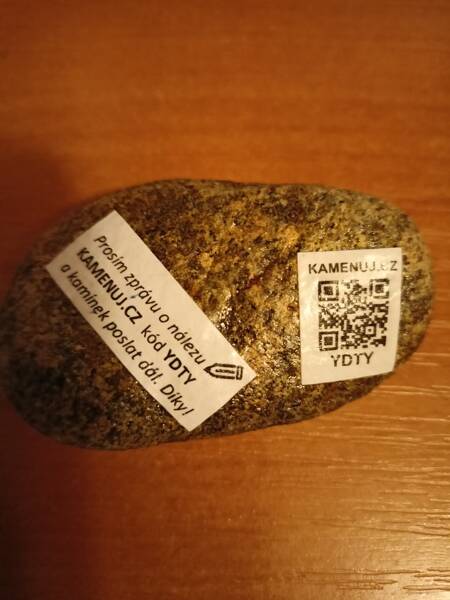 Prosím zprávu o nálezu
KAMENUJ.CZ kód YDTY
a kamínek poslat dál. Díky!
KAMENUJ.CZ
YDTY